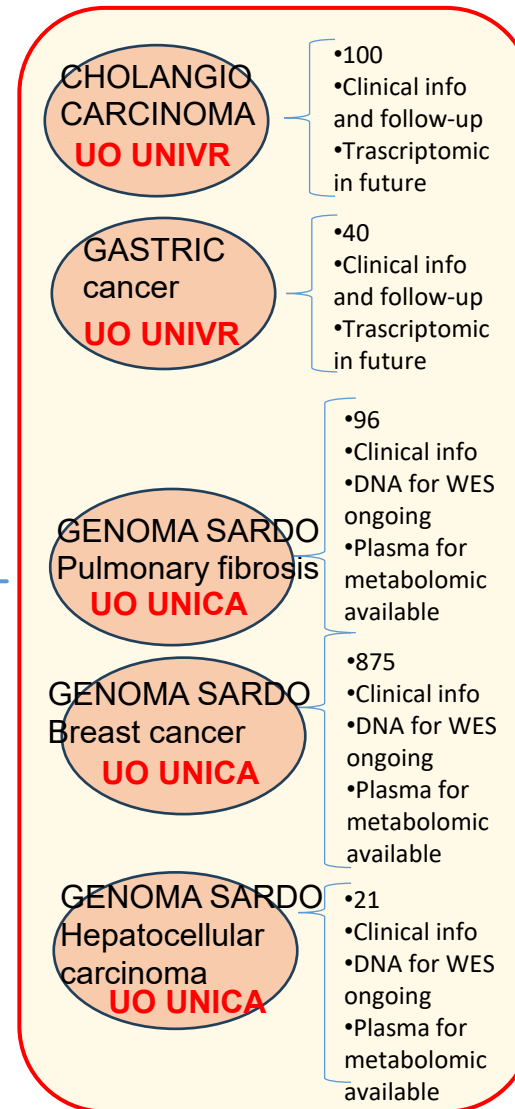 CHOLANGIO
CARCINOMA
UO UNIVR
•100
•Clinical info
and follow-up
•Trascriptomic
in future
GASTRIC
cancer
UO UNIVR
•40
•Clinical info
and follow-up
•Trascriptomic
in future
GENOMA SARDO
Pulmonary fibrosis
UO UNICA
•96
•Clinical info
•DNA for WES
ongoing
•Plasma for
metabolomic
available
GENOMA SARDO
Breast cancer
UO UNICA
•875
•Clinical info
•DNA for WES
ongoing
•Plasma for
metabolomic
available
GENOMA SARDO
Hepatocellular
carcinoma
UO UNICA
•21
•Clinical info
•DNA for WES
ongoing
•Plasma for
metabolomic
available